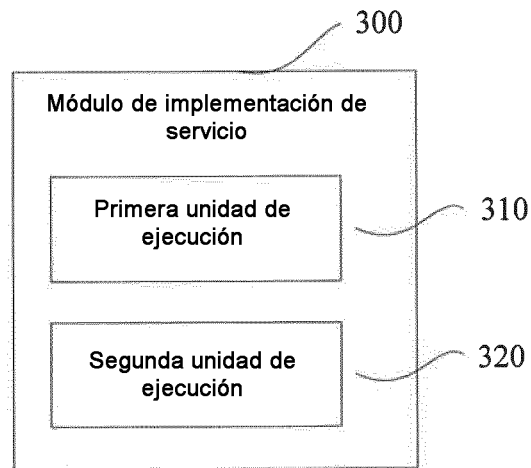 300
Módulo de implementación de
servicio
Primera unidad de
ejecución
310
Segunda unidad de
ejecución
320